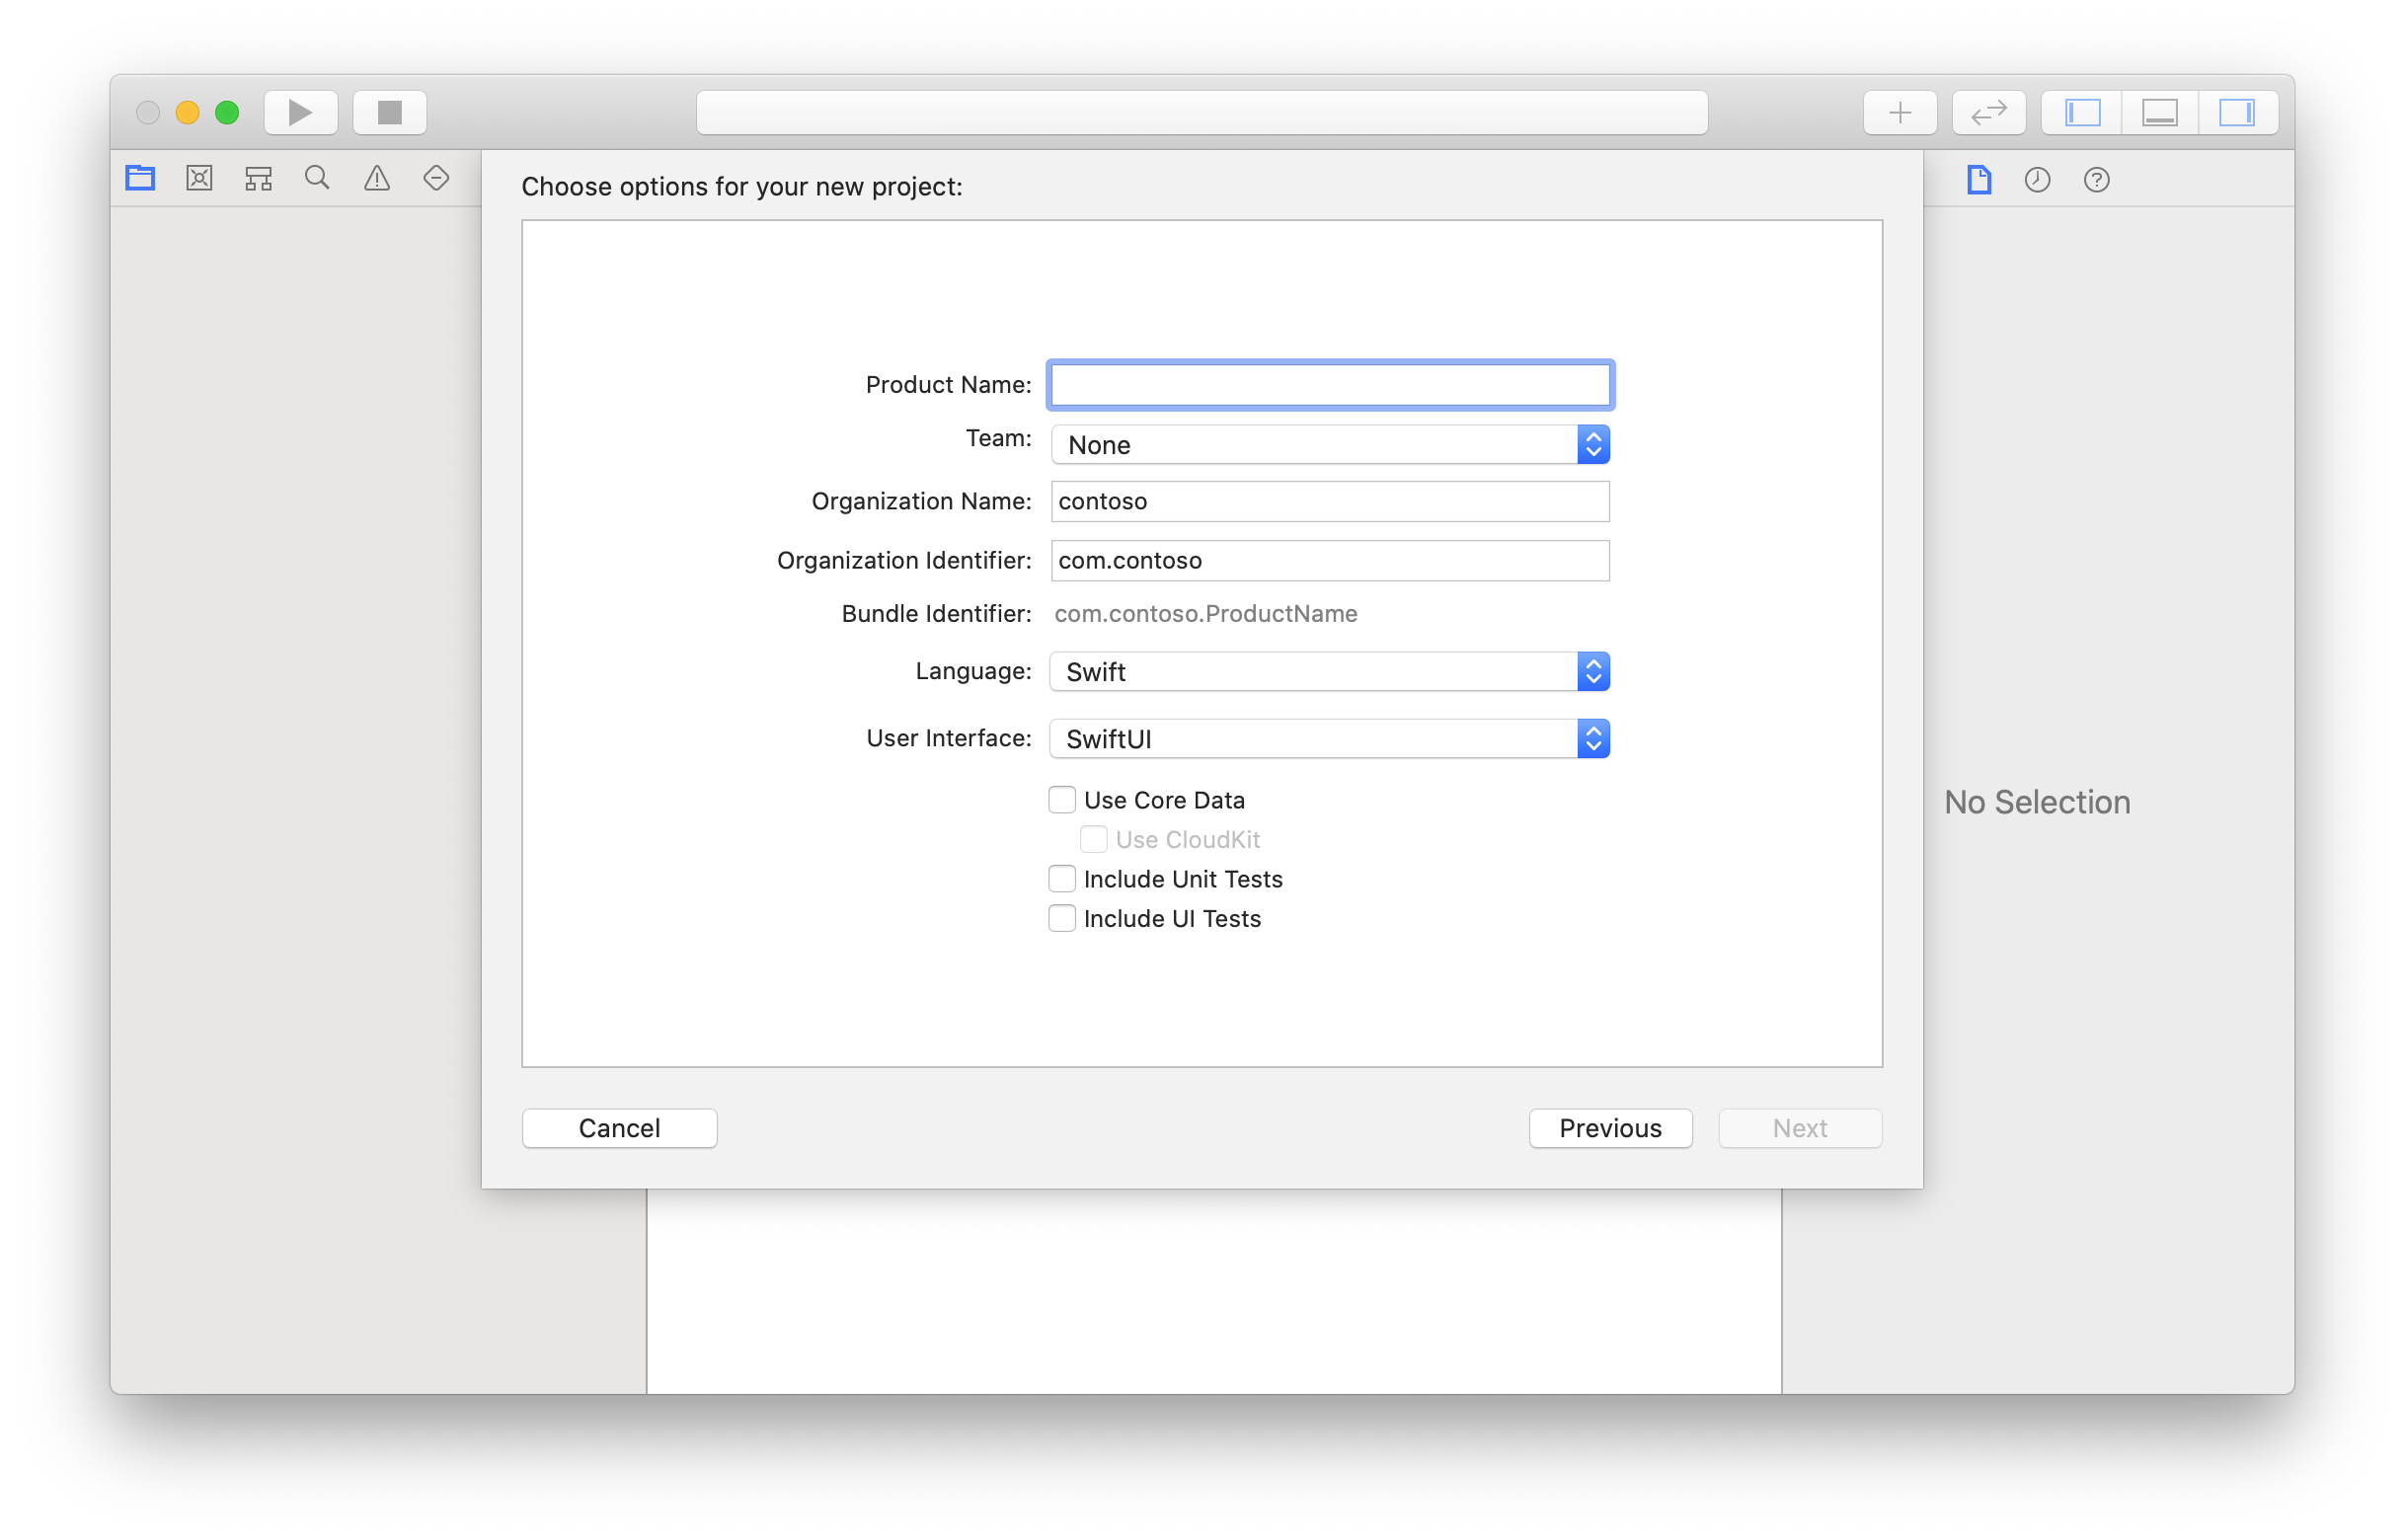 Choose options for your new project:
Product Name:
Team: None
Organization Name: contoso
Organization Identifier: com.contoso
Bundle Identifier: com.contoso.ProductName
Language: Swift
User Interface: SwiftUI
Use Core Data
Use CloudKit
Include Unit Tests
Include UI Tests
No Selection
Cancel
Previous
Next